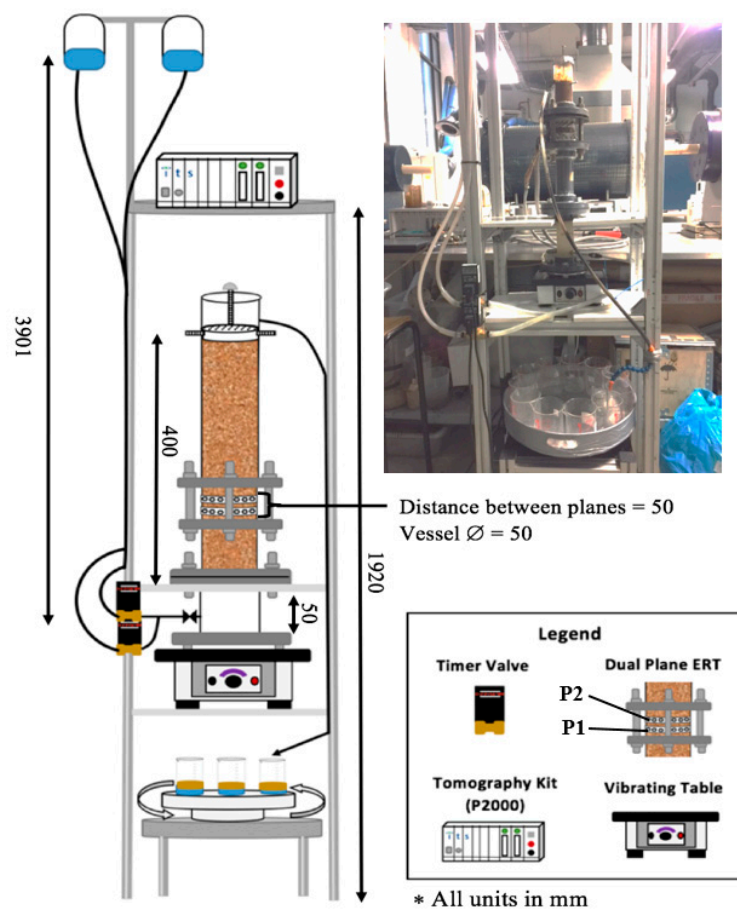 its
3901
400
1920
50
Distance between planes = 50
Vessel Ø = 50
Legend
Timer Valve
Dual Plane ERT
P2
P1
Tomography Kit
(P2000)
Vibrating Table
its
* All units in mm